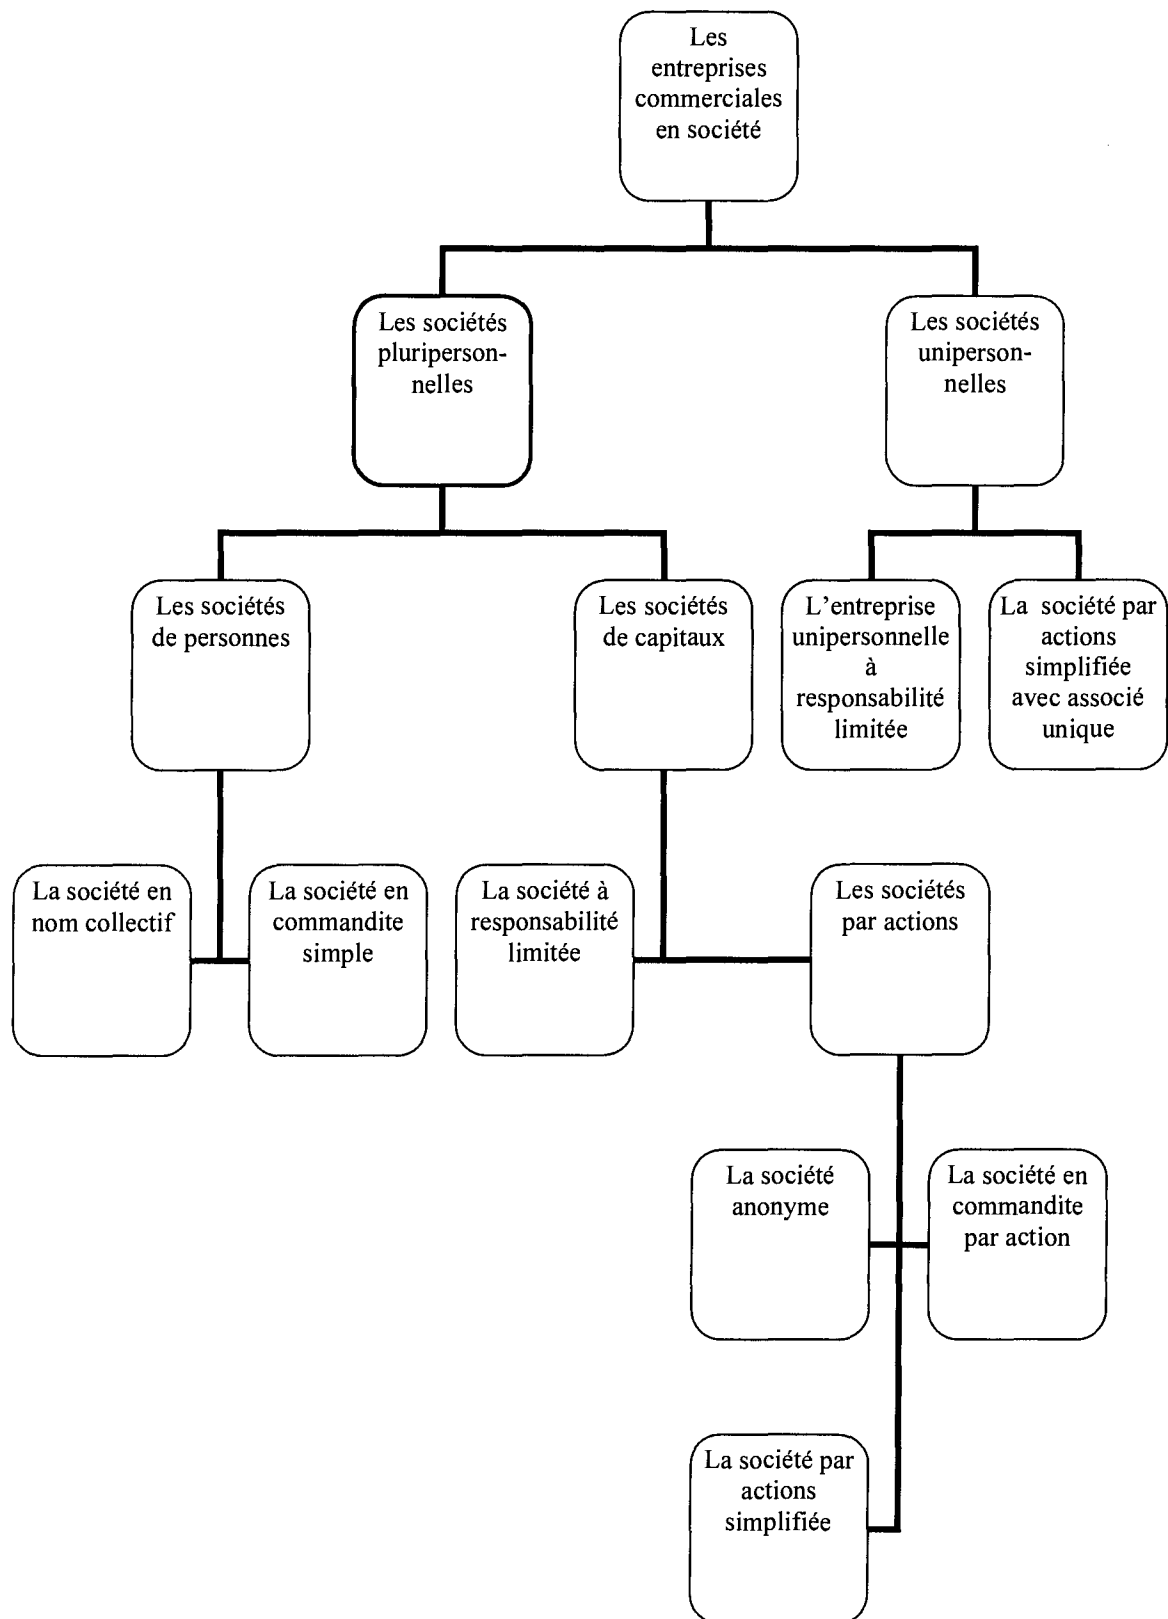 Les
entreprises
commerciales
en société
Les sociétés
pluriperson-
nelles
Les sociétés
uniperson-
nelles
Les sociétés
de personnes
Les sociétés
de capitaux
L'entreprise
unipersonnelle
à
responsabilité
limitée
La société par
actions
simplifiée
avec associé
unique
La société en
nom collectif
La société en
commandite
simple
La société à
responsabilité
limitée
Les sociétés
par actions
La société
anonyme
La société en
commandite
par action
La société par
actions
simplifiée